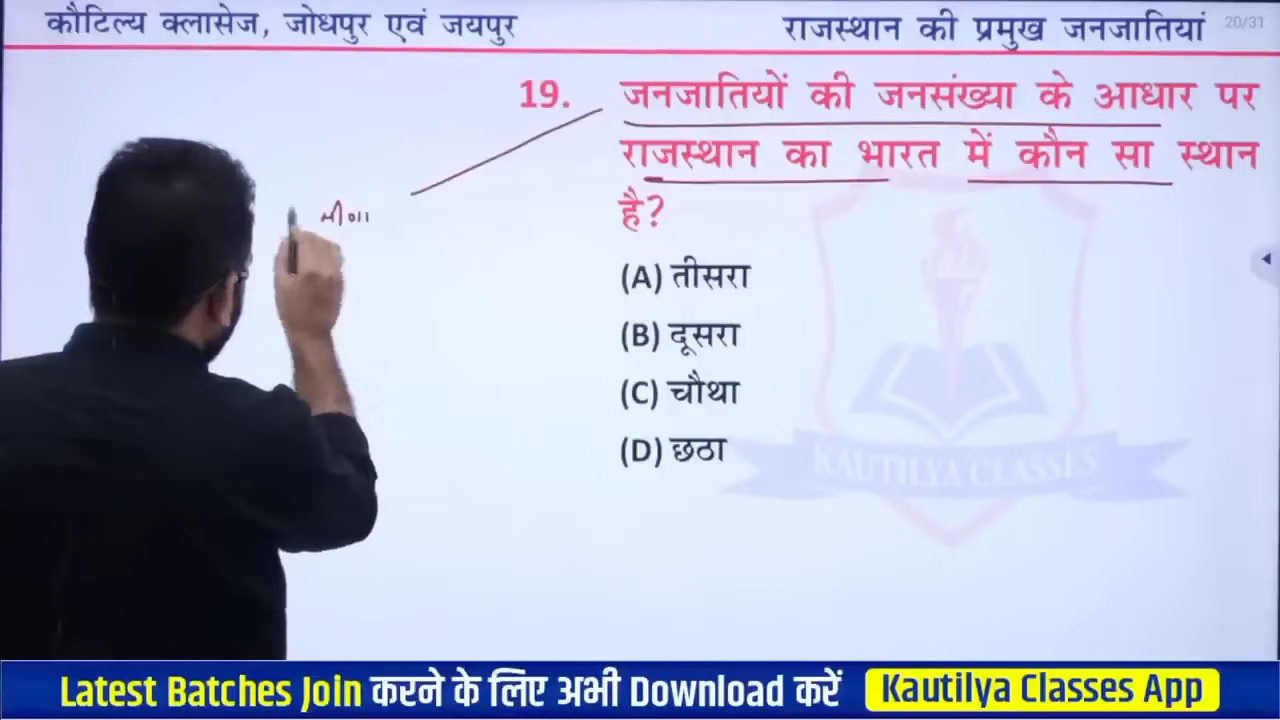 कौटिल्य क्लासेज, जोधपुर एवं जयपुर
राजस्थान की प्रमुख जनजातियां
20/31
19. जनजातियों की जनसंख्या के आधार पर
राजस्थान का भारत में कौन सा स्थान
है?
मीणा
(A) तीसरा
(B) दूसरा
(C) चौथा
(D) छठा
KAUTILYA CLASSES
Latest Batches Join करने के लिए अभी Download करें
Kautilya Classes App